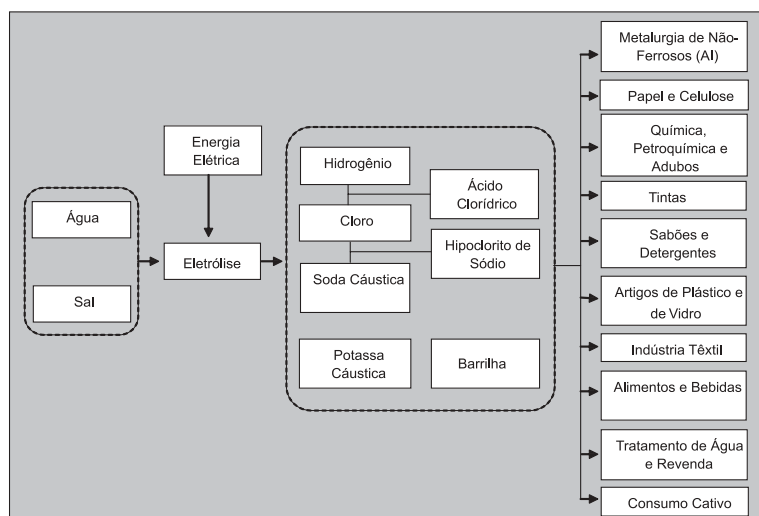 Água
Sal
Energia
Elétrica
Eletrólise
Hidrogênio
Ácido
Clorídrico
Cloro
Hipoclorito de
Sódio
Soda Cáustica
Potassa
Cáustica
Barrilha
Metalurgia de Não-
Ferrosos (AI)
Papel e Celulose
Química,
Petroquímica e
Adubos
Tintas
Sabões e
Detergentes
Artigos de Plástico e
de Vidro
Indústria Têxtil
Alimentos e Bebidas
Tratamento de Água
e Revenda
Consumo Cativo